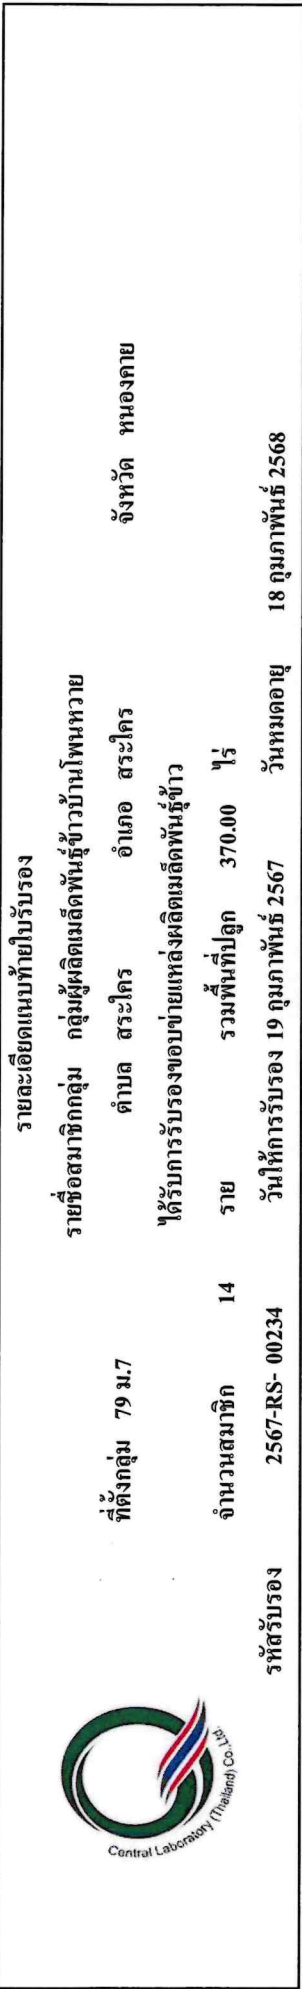 รายละเอียดแนบท้ายใบรับรอง
รายชื่อสมาชิกกลุ่ม กลุ่มผู้ผลิตเมล็ดพันธุ์ข้าวบ้านโพนหวาย
ที่ตั้งกลุ่ม 79 ม.7 ตำบล สระใคร อำเภอ สระใคร จังหวัด หนองคาย
ได้รับการรับรองขอบข่ายแหล่งผลิตเมล็ดพันธุ์ข้าว
จำนวนสมาชิก 14 ราย รวมพื้นที่ปลูก 370.00 ไร่
รหัสรับรอง 2567-RS- 00234 วันให้การรับรอง 19 กุมภาพันธ์ 2567 วันหมดอายุ 18 กุมภาพันธ์ 2568
Central Laboratory (Thailand) Co.,Ltd.